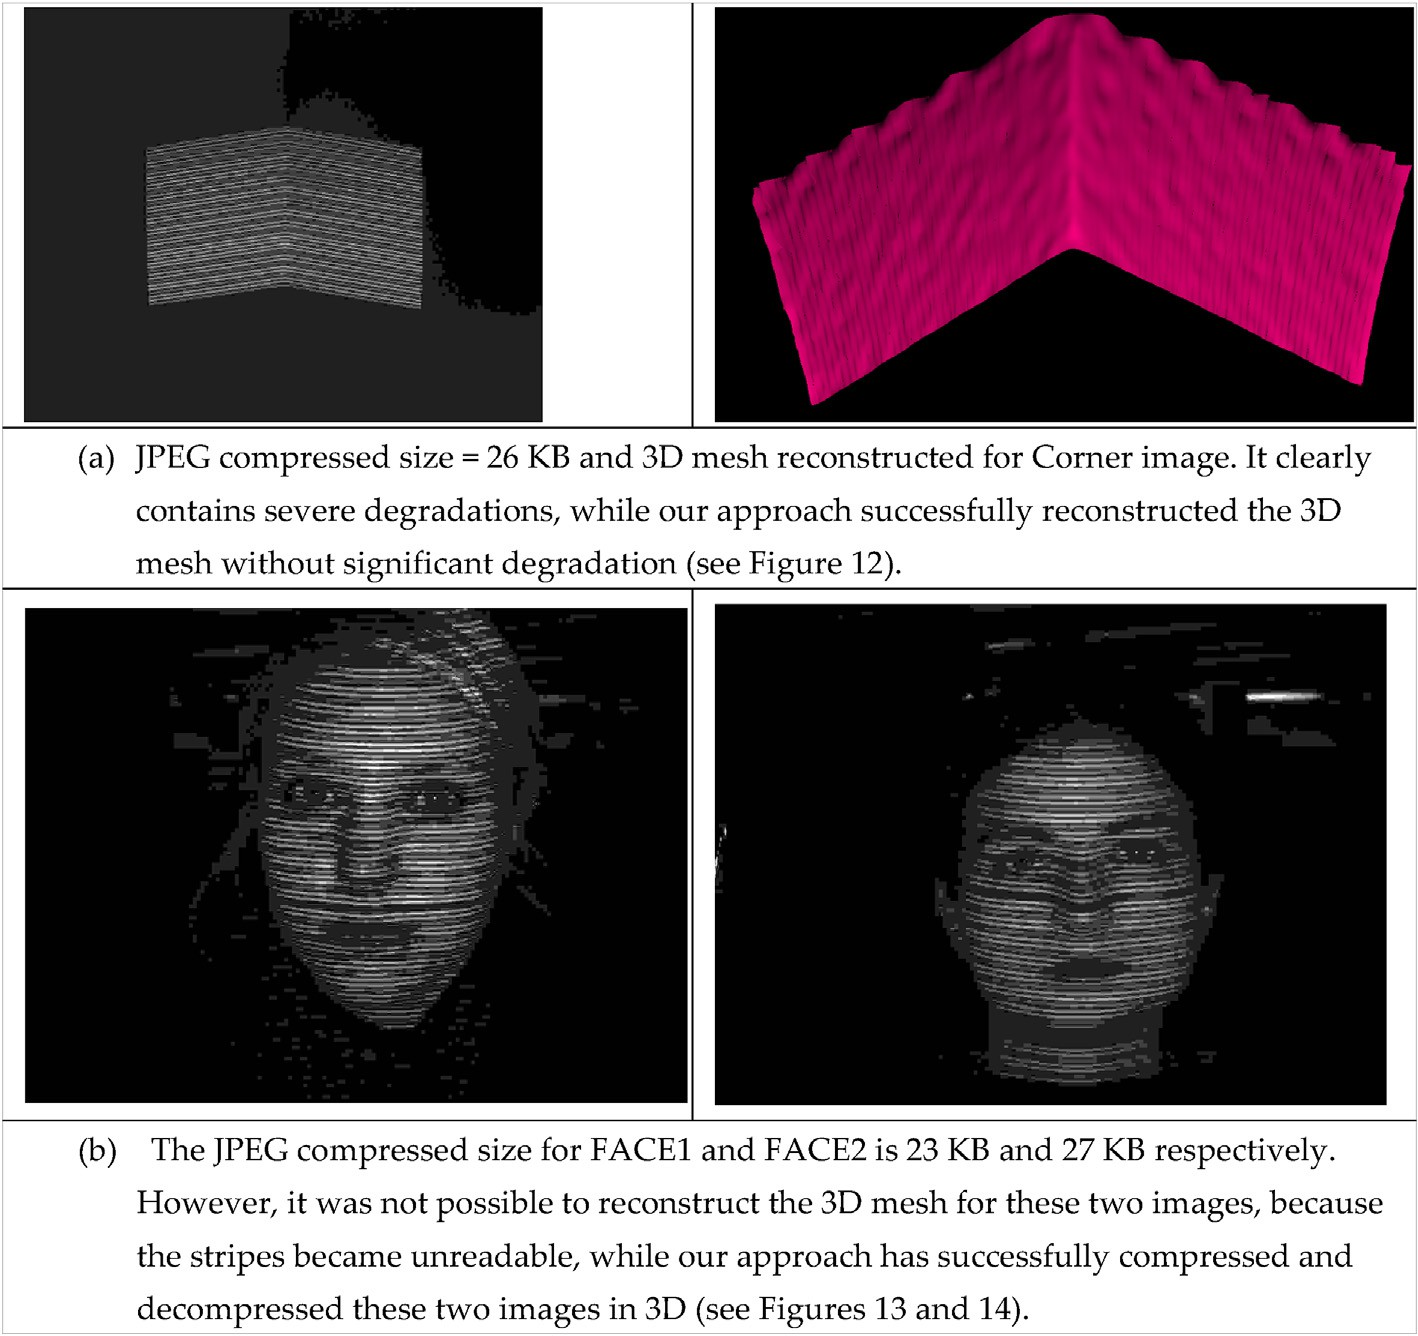 (a) JPEG compressed size = 26 KB and 3D mesh reconstructed for Corner image. It clearly
contains severe degradations, while our approach successfully reconstructed the 3D
mesh without significant degradation (see Figure 12).
(b) The JPEG compressed size for FACE1 and FACE2 is 23 KB and 27 KB respectively.
However, it was not possible to reconstruct the 3D mesh for these two images, because
the stripes became unreadable, while our approach has successfully compressed and
decompressed these two images in 3D (see Figures 13 and 14).